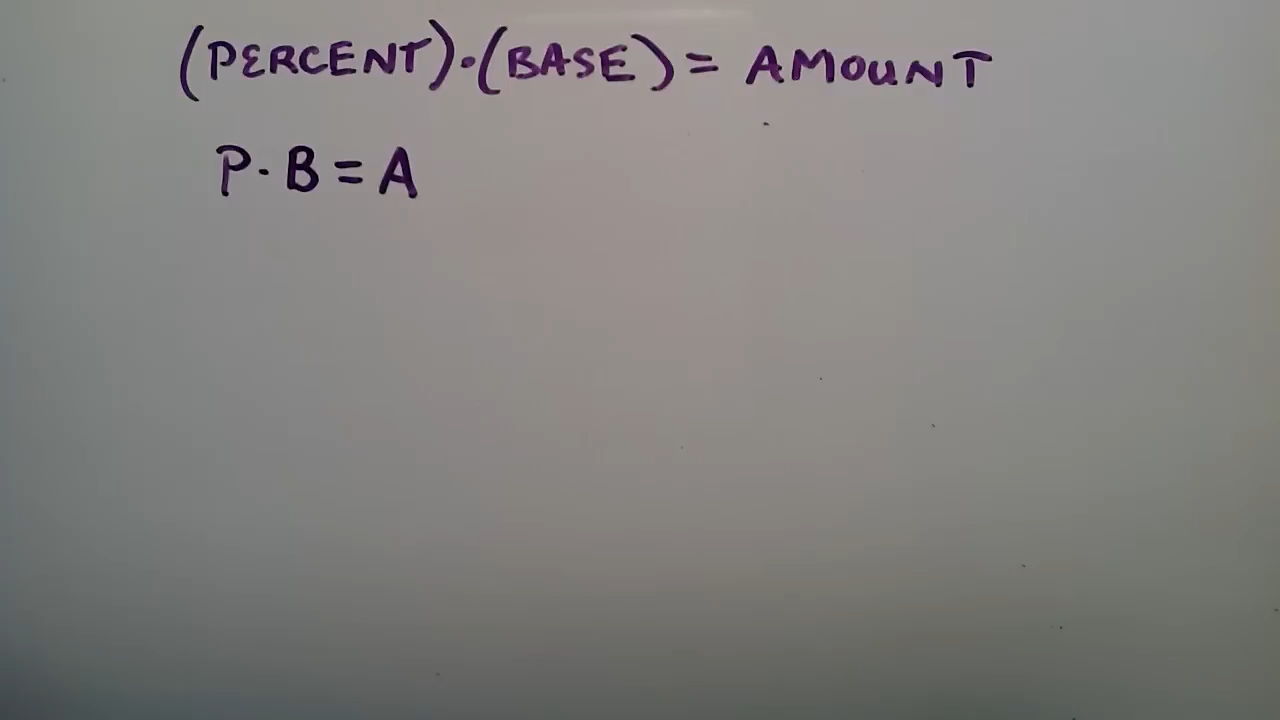 (PERCENT)·(BASE) = AMOUNT
P·B = A